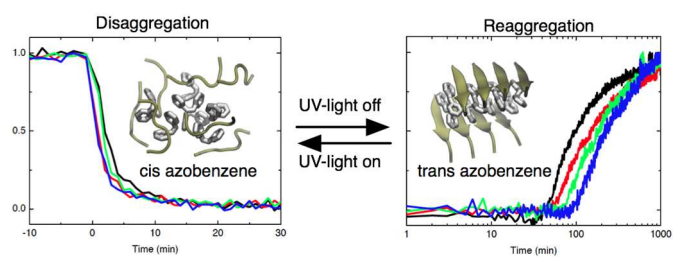 Disaggregation
Reaggregation
1.0
0.5
0.0
cis azobenzene
UV-light off
UV-light on
trans azobenzene
-10 0 10 20 30
Time (min)
1 10 100 1000
Time (min)